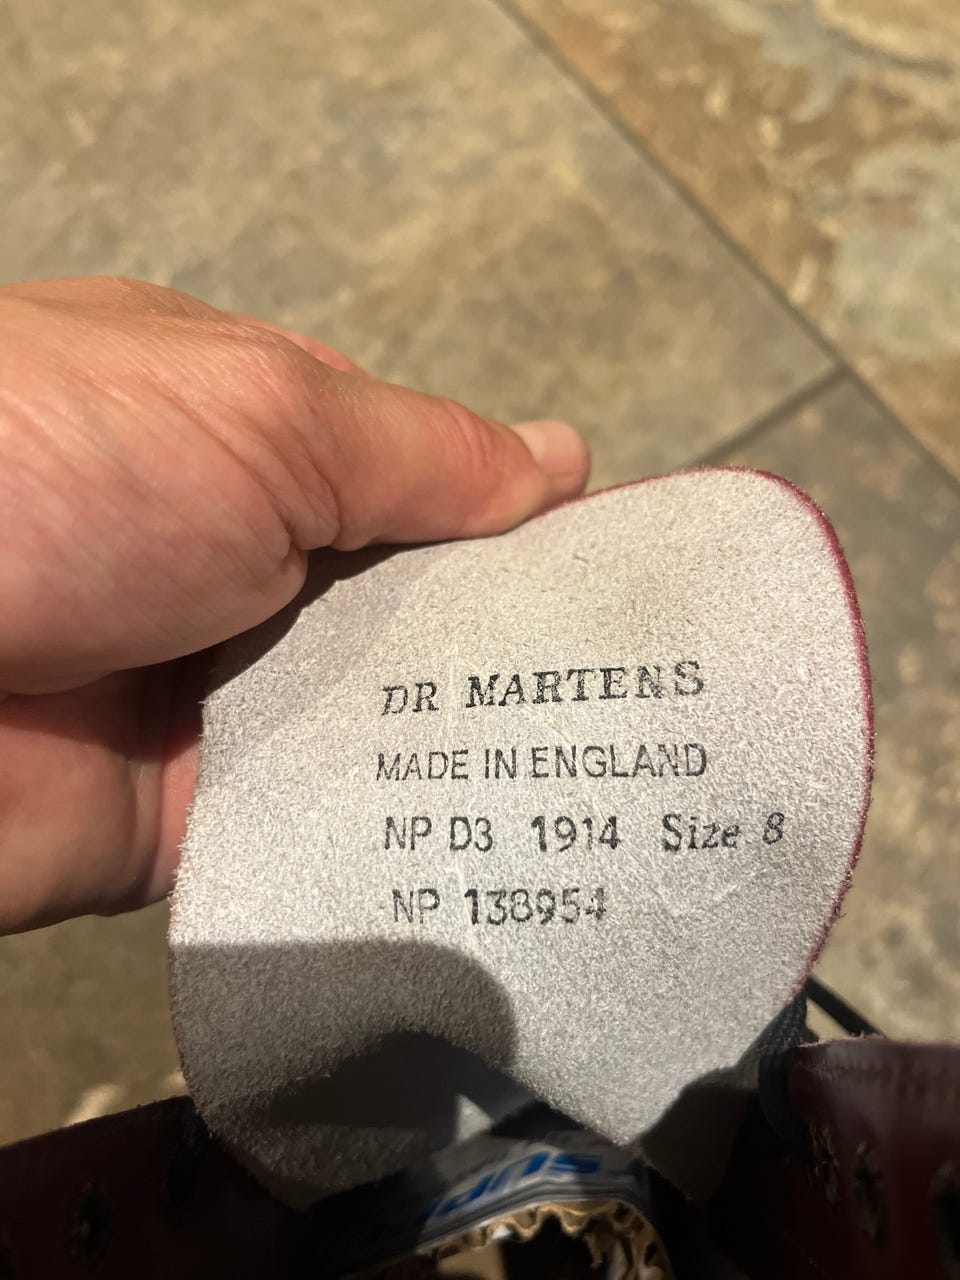 DR MARTENS
MADE IN ENGLAND
NP D3 1914 Size 8
NP 138954